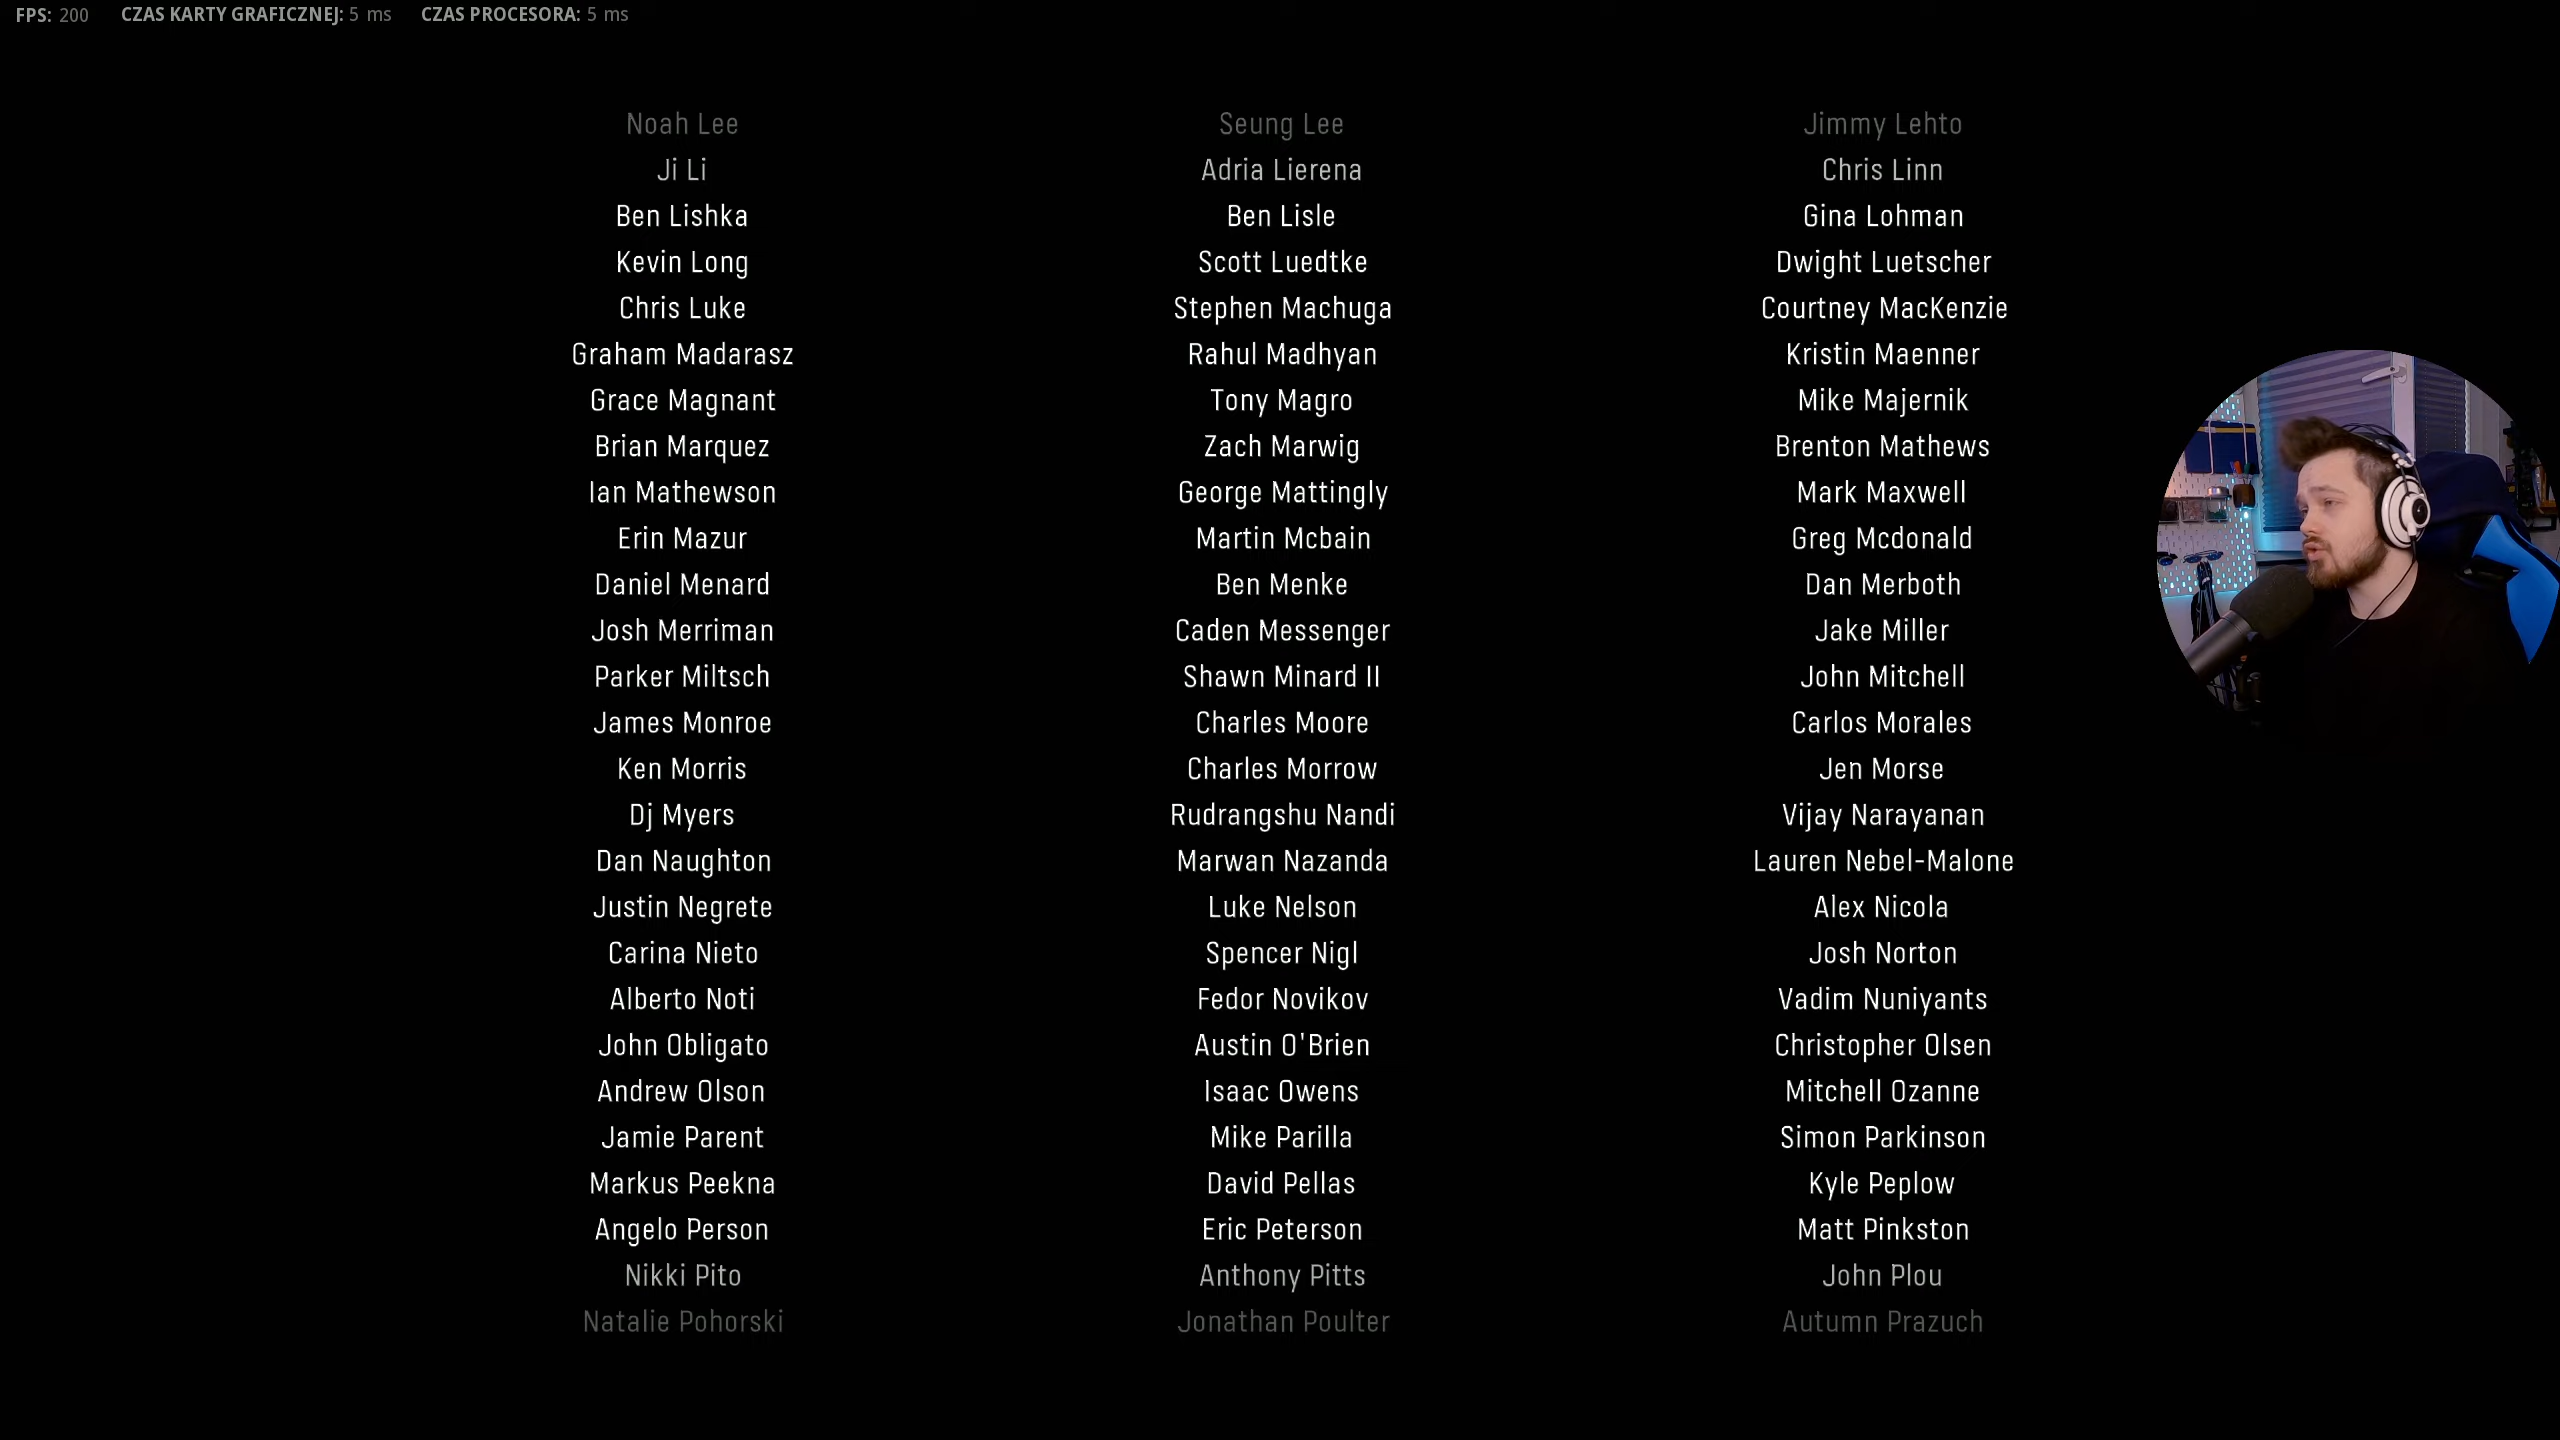 FPS: 200 CZAS KARTY GRAFICZNEJ: 5 ms CZAS PROCESORA: 5 ms
Noah Lee Seung Lee Jimmy Lehto
Ji Li Adria Lierena Chris Linn
Ben Lishka Ben Lisle Gina Lohman
Kevin Long Scott Luedtke Dwight Luetscher
Chris Luke Stephen Machuga Courtney MacKenzie
Graham Madarasz Rahul Madhyan Kristin Maenner
Grace Magnant Tony Magro Mike Majernik
Brian Marquez Zach Marwig Brenton Mathews
Ian Mathewson George Mattingly Mark Maxwell
Erin Mazur Martin Mcbain Greg Mcdonald
Daniel Menard Ben Menke Dan Merboth
Josh Merriman Caden Messenger Jake Miller
Parker Miltsch Shawn Minard II John Mitchell
James Monroe Charles Moore Carlos Morales
Ken Morris Charles Morrow Jen Morse
Dj Myers Rudrangshu Nandi Vijay Narayanan
Dan Naughton Marwan Nazanda Lauren Nebel-Malone
Justin Negrete Luke Nelson Alex Nicola
Carina Nieto Spencer Nigl Josh Norton
Alberto Noti Fedor Novikov Vadim Nuniyants
John Obligato Austin O'Brien Christopher Olsen
Andrew Olson Isaac Owens Mitchell Ozanne
Jamie Parent Mike Parilla Simon Parkinson
Markus Peekna David Pellas Kyle Peplow
Angelo Person Eric Peterson Matt Pinkston
Nikki Pito Anthony Pitts John Plou
Natalie Pohorski Jonathan Poulter Autumn Prazuch